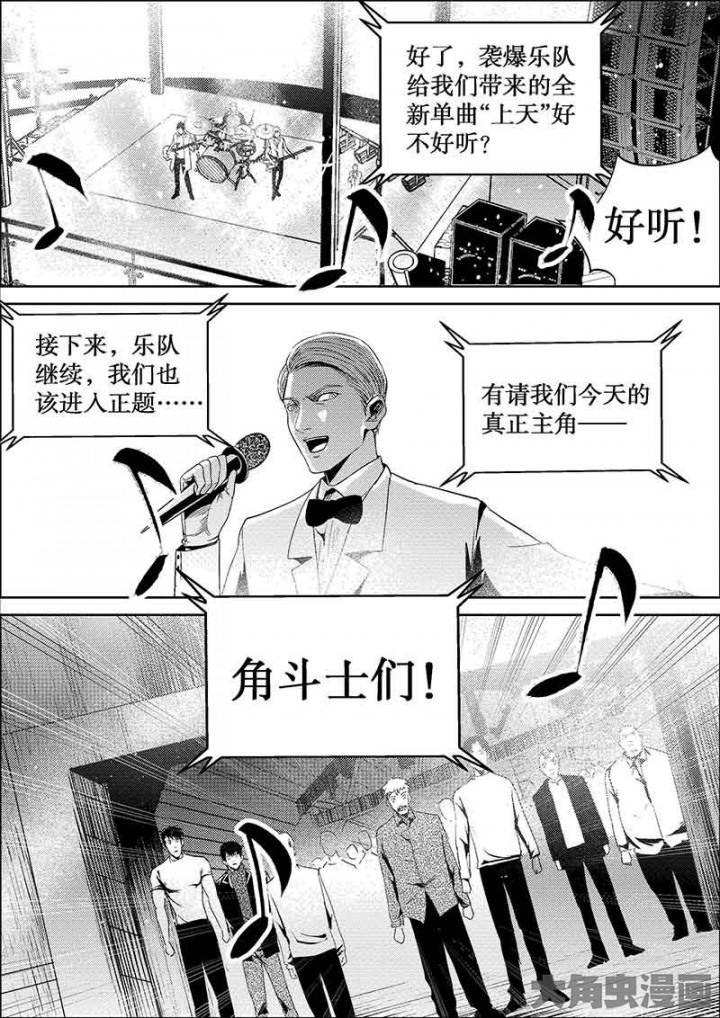 好了，袭爆乐队
给我们带来的全
新单曲“上天”好
不好听？
好听！
接下来，乐队
继续，我们也
该进入正题……
有请我们今天的
真正主角——
角斗士们！
大角虫漫画